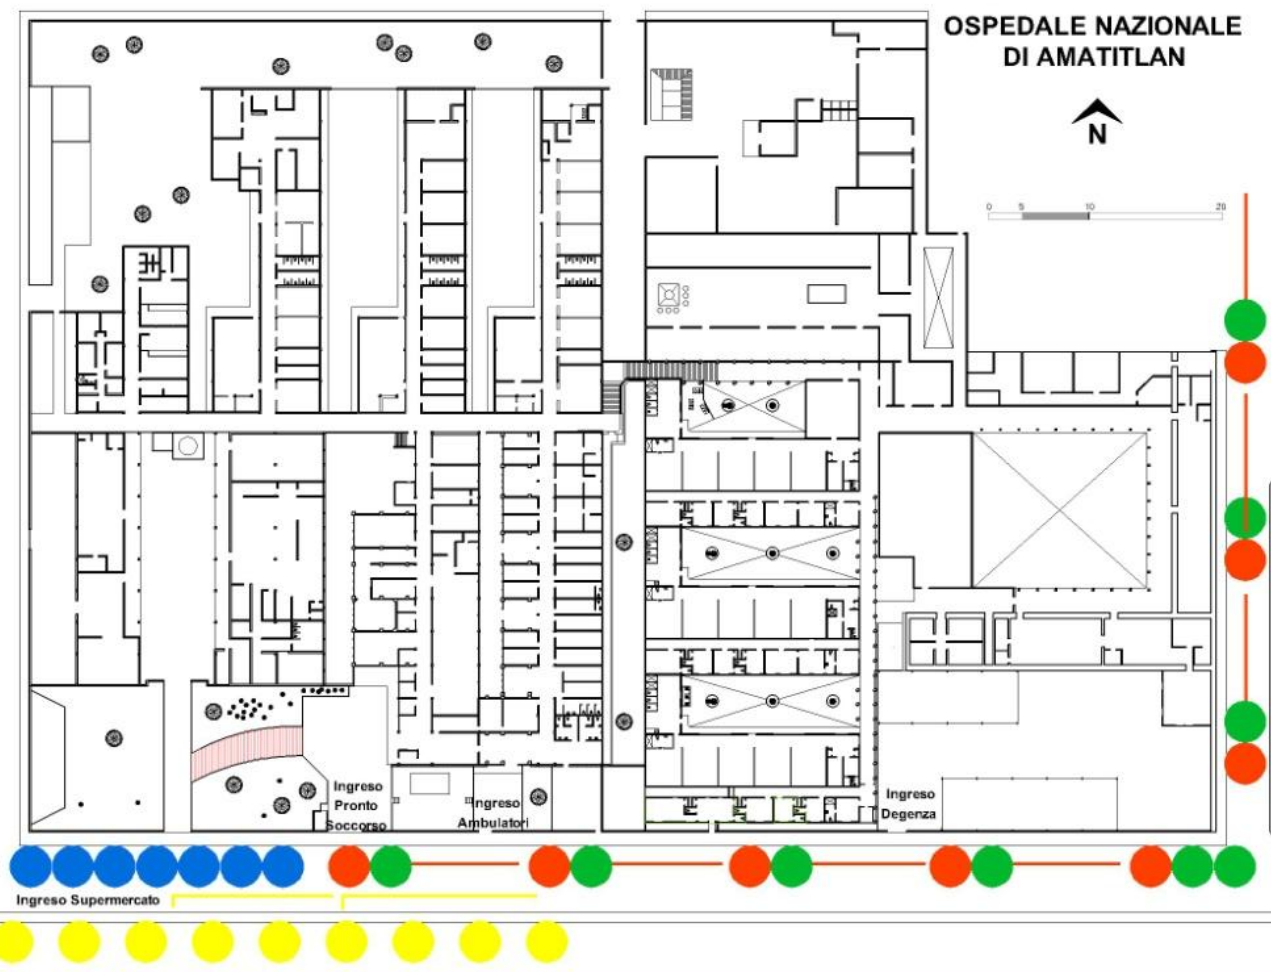 OSPEDALE NAZIONALE
DI AMATITLAN
N
0 5 10 20
Ingreso
Pronto
Soccorso
Ingreso
Ambulatori
Ingreso
Degenza
Ingreso Supermercato